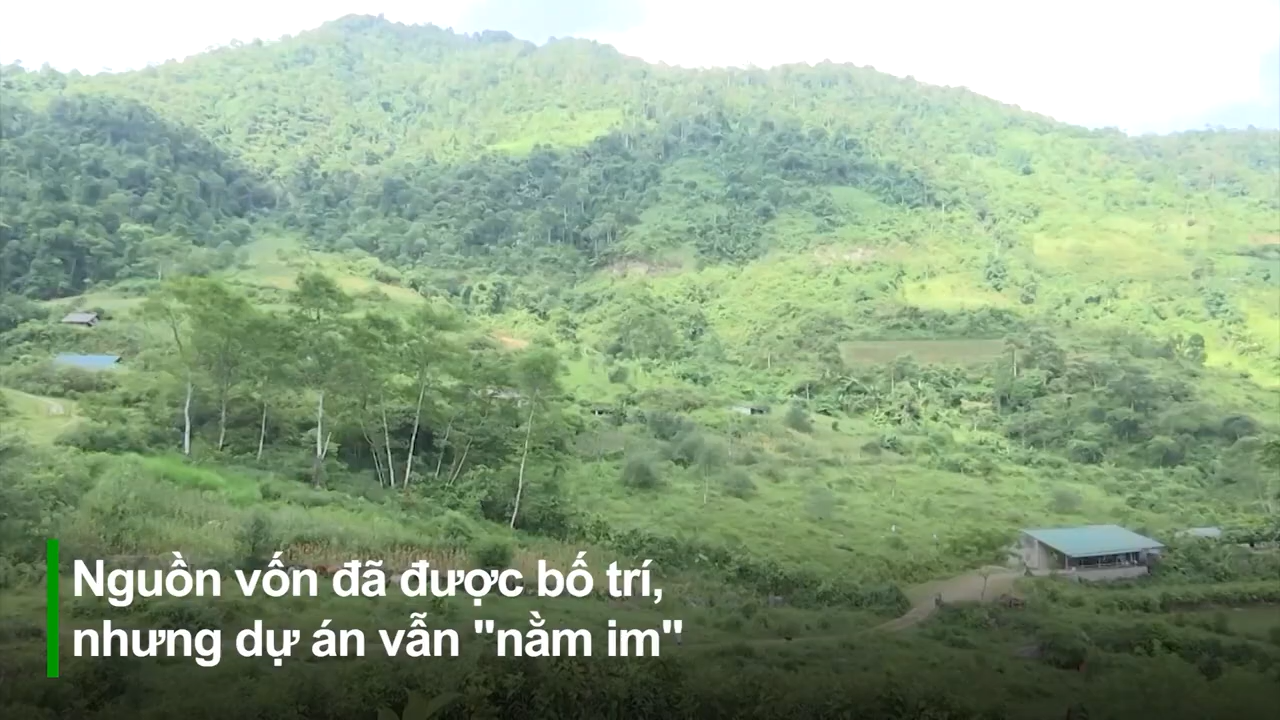 Nguồn vốn đã được bố trí,
nhưng dự án vẫn "nằm im"